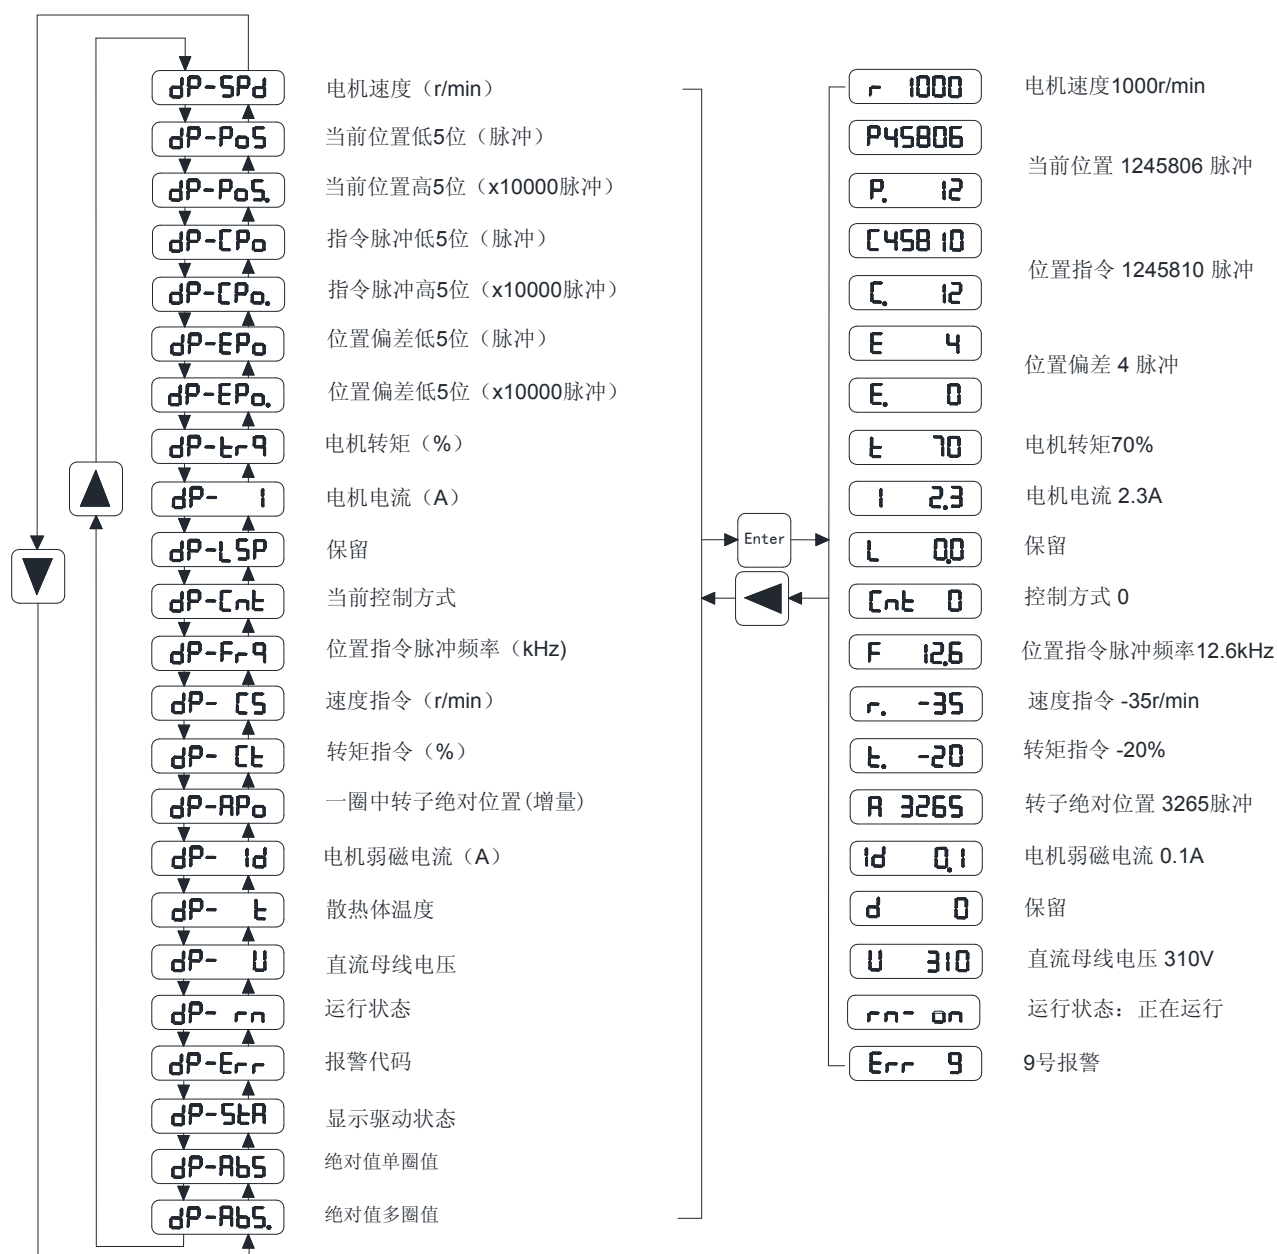 dP-SPd 电机速度（r/min）
dP-PoS 当前位置低5位（脉冲）
dP-PoS. 当前位置高5位（x10000脉冲）
dP-CPo 指令脉冲低5位（脉冲）
dP-CPo. 指令脉冲高5位（x10000脉冲）
dP-EPo 位置偏差低5位（脉冲）
dP-EPo. 位置偏差低5位（x10000脉冲）
dP-trq 电机转矩（%）
dP- I 电机电流（A）
dP-LSP 保留
dP-Cnt 当前控制方式
dP-Frq 位置指令脉冲频率（kHz)
dP- CS 速度指令（r/min）
dP- Ct 转矩指令（%）
dP-APo 一圈中转子绝对位置(增量)
dP- Id 电机弱磁电流（A）
dP- t 散热体温度
dP- U 直流母线电压
dP- rn 运行状态
dP-Err 报警代码
dP-StA 显示驱动状态
dP-AbS 绝对值单圈值
dP-AbS. 绝对值多圈值
Enter
r 1000 电机速度1000r/min
P45806
P. 12
当前位置 1245806 脉冲
C45810
C. 12
位置指令 1245810 脉冲
E 4
E. 0
位置偏差 4 脉冲
t 70 电机转矩70%
I 2.3 电机电流 2.3A
L 0.0 保留
Cnt 0 控制方式 0
F 12.6 位置指令脉冲频率12.6kHz
r. -35 速度指令 -35r/min
t. -20 转矩指令 -20%
A 3265 转子绝对位置 3265脉冲
Id 0.1 电机弱磁电流 0.1A
d 0 保留
U 310 直流母线电压 310V
rn- on 运行状态：正在运行
Err 9 9号报警